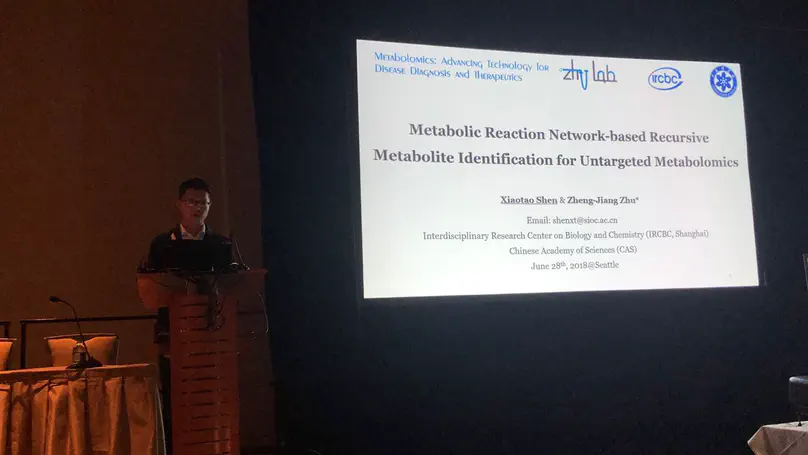 Metabolomics: Advancing Technology for
Disease Diagnosis and Therapeutics
zhu lab
ircbc
Metabolic Reaction Network-based Recursive
Metabolite Identification for Untargeted Metabolomics
Xiaotao Shen & Zheng-Jiang Zhu*
Email: shenxt@sioc.ac.cn
Interdisciplinary Research Center on Biology and Chemistry (IRCBC, Shanghai)
Chinese Academy of Sciences (CAS)
June 28th, 2018@Seattle